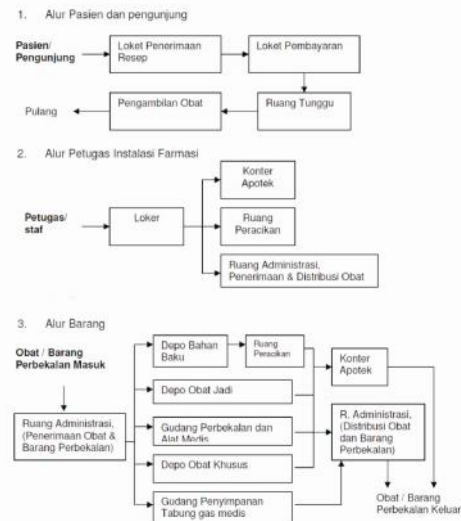 1. Alur Pasien dan pengunjung
Pasien/
Pengunjung
Loket Penerimaan
Resep
Loket Pembayaran
Pulang
Pengambilan Obat
Ruang Tunggu
2. Alur Petugas Instalasi Farmasi
Konter
Apotek
Petugas/
staf
Loker
Ruang
Peracikan
Ruang Administrasi,
Penerimaan & Distribusi Obat
3. Alur Barang
Obat / Barang
Perbekalan Masuk
Depo Bahan
Baku
Ruang
Peracikan
Konter
Apotek
Depo Obat Jadi
Ruang Administrasi,
(Penerimaan Obat &
Barang Perbekalan)
Gudang Perbekalan dan
Alat Medis
R. Administrasi,
(Distribusi Obat
dan Barang
Perbekalan)
Depo Obat Khusus
Gudang Penyimpanan
Tabung gas medis
Obat / Barang
Perbekalan Keluar